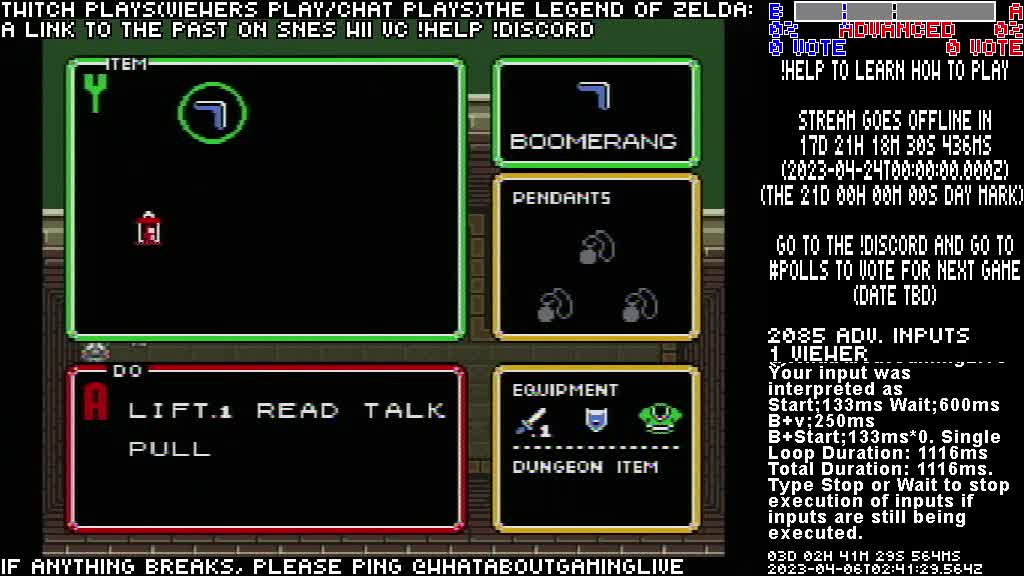 TWITCH PLAYS(VIEWERS PLAY/CHAT PLAYS)THE LEGEND OF ZELDA:
A LINK TO THE PAST ON SNES WII VC !HELP !DISCORD
B A
0% ADVANCED 0%
0 VOTE 0 VOTE
!HELP TO LEARN HOW TO PLAY
STREAM GOES OFFLINE IN
17D 21H 18M 30S 436MS
(2023-04-24T00:00:00.000Z)
(THE 21D 00H 00M 00S DAY MARK)
GO TO THE !DISCORD AND GO TO
#POLLS TO VOTE FOR NEXT GAME
(DATE TBD)
2085 ADV. INPUTS
1 VIEWER
Your input was
interpreted as
Start;133ms Wait;600ms
B+v;250ms
B+Start;133ms*0. Single
Loop Duration: 1116ms
Total Duration: 1116ms.
Type Stop or Wait to stop
execution of inputs if
inputs are still being
executed.
03D 02H 41M 29S 564MS
2023-04-06T02:41:29.564Z
ITEM
Y
BOOMERANG
PENDANTS
DO
A
LIFT.1 READ TALK
PULL
EQUIPMENT
.1
DUNGEON ITEM
IF ANYTHING BREAKS, PLEASE PING @WHATABOUTGAMINGLIVE